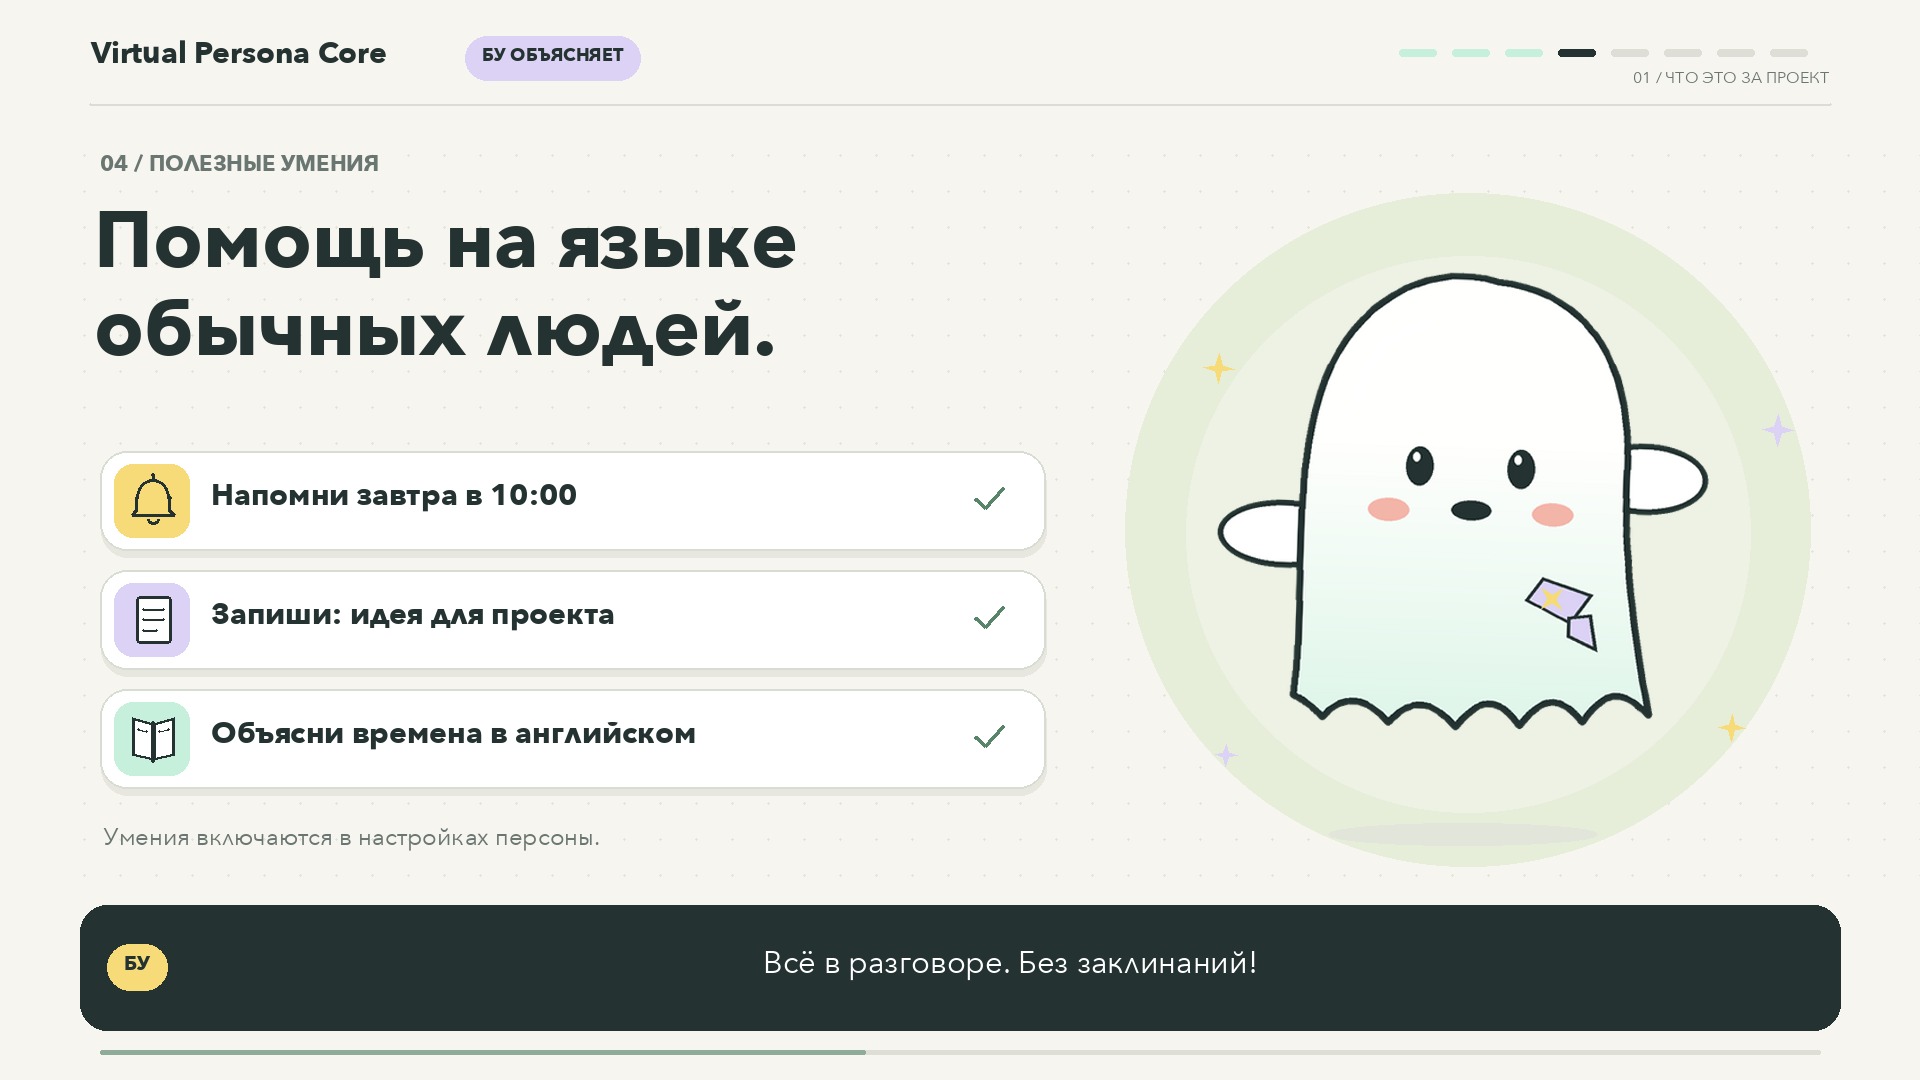 Virtual Persona Core
БУ ОБЪЯСНЯЕТ
01 / ЧТО ЭТО ЗА ПРОЕКТ
04 / ПОЛЕЗНЫЕ УМЕНИЯ
Помощь на языке
обычных людей.
Напомни завтра в 10:00
Запиши: идея для проекта
Объясни времена в английском
Умения включаются в настройках персоны.
БУ
Всё в разговоре. Без заклинаний!